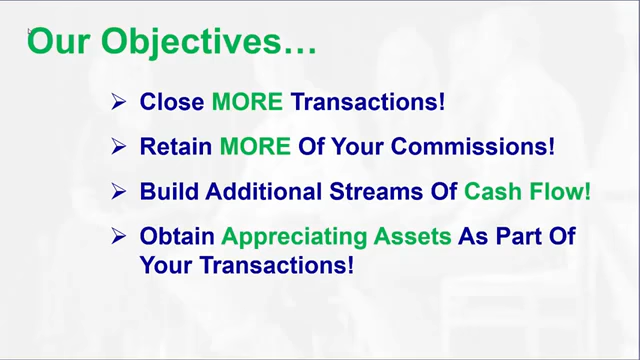 Our Objectives…
➢ Close MORE Transactions!
➢ Retain MORE Of Your Commissions!
➢ Build Additional Streams Of Cash Flow!
➢ Obtain Appreciating Assets As Part Of
Your Transactions!